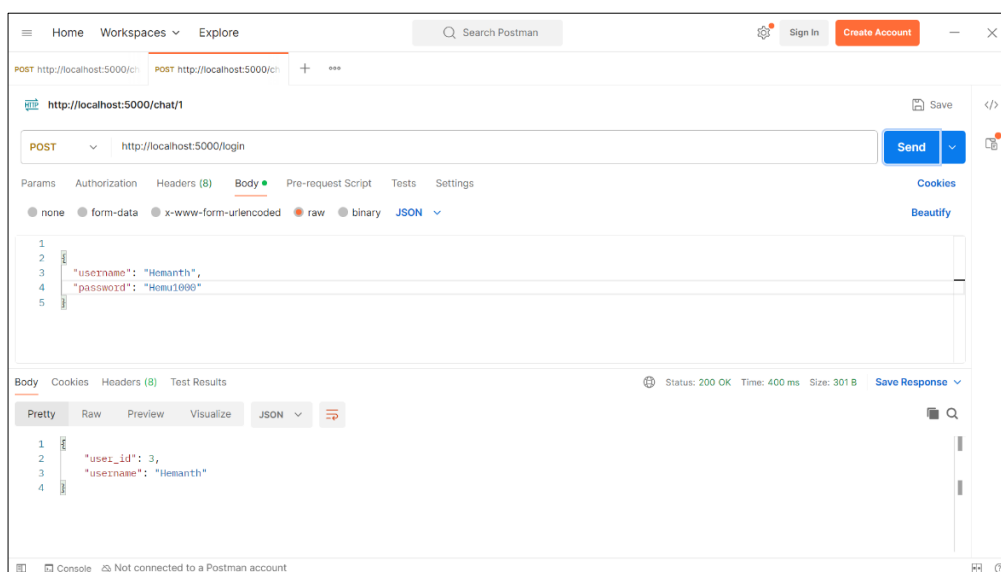 Home Workspaces Explore Search Postman Sign In Create Account
POST http://localhost:5000/ch POST http://localhost:5000/ch
HTTP http://localhost:5000/chat/1 Save
POST http://localhost:5000/login Send
Params Authorization Headers (8) Body Pre-request Script Tests Settings Cookies
none form-data x-www-form-urlencoded raw binary JSON Beautify
1
2 {
3 "username": "Hemanth",
4 "password": "Hemu1000"
5 }
Body Cookies Headers (8) Test Results Status: 200 OK Time: 400 ms Size: 301 B Save Response
Pretty Raw Preview Visualize JSON
1 {
2 "user_id": 3,
3 "username": "Hemanth"
4 }
Console Not connected to a Postman account